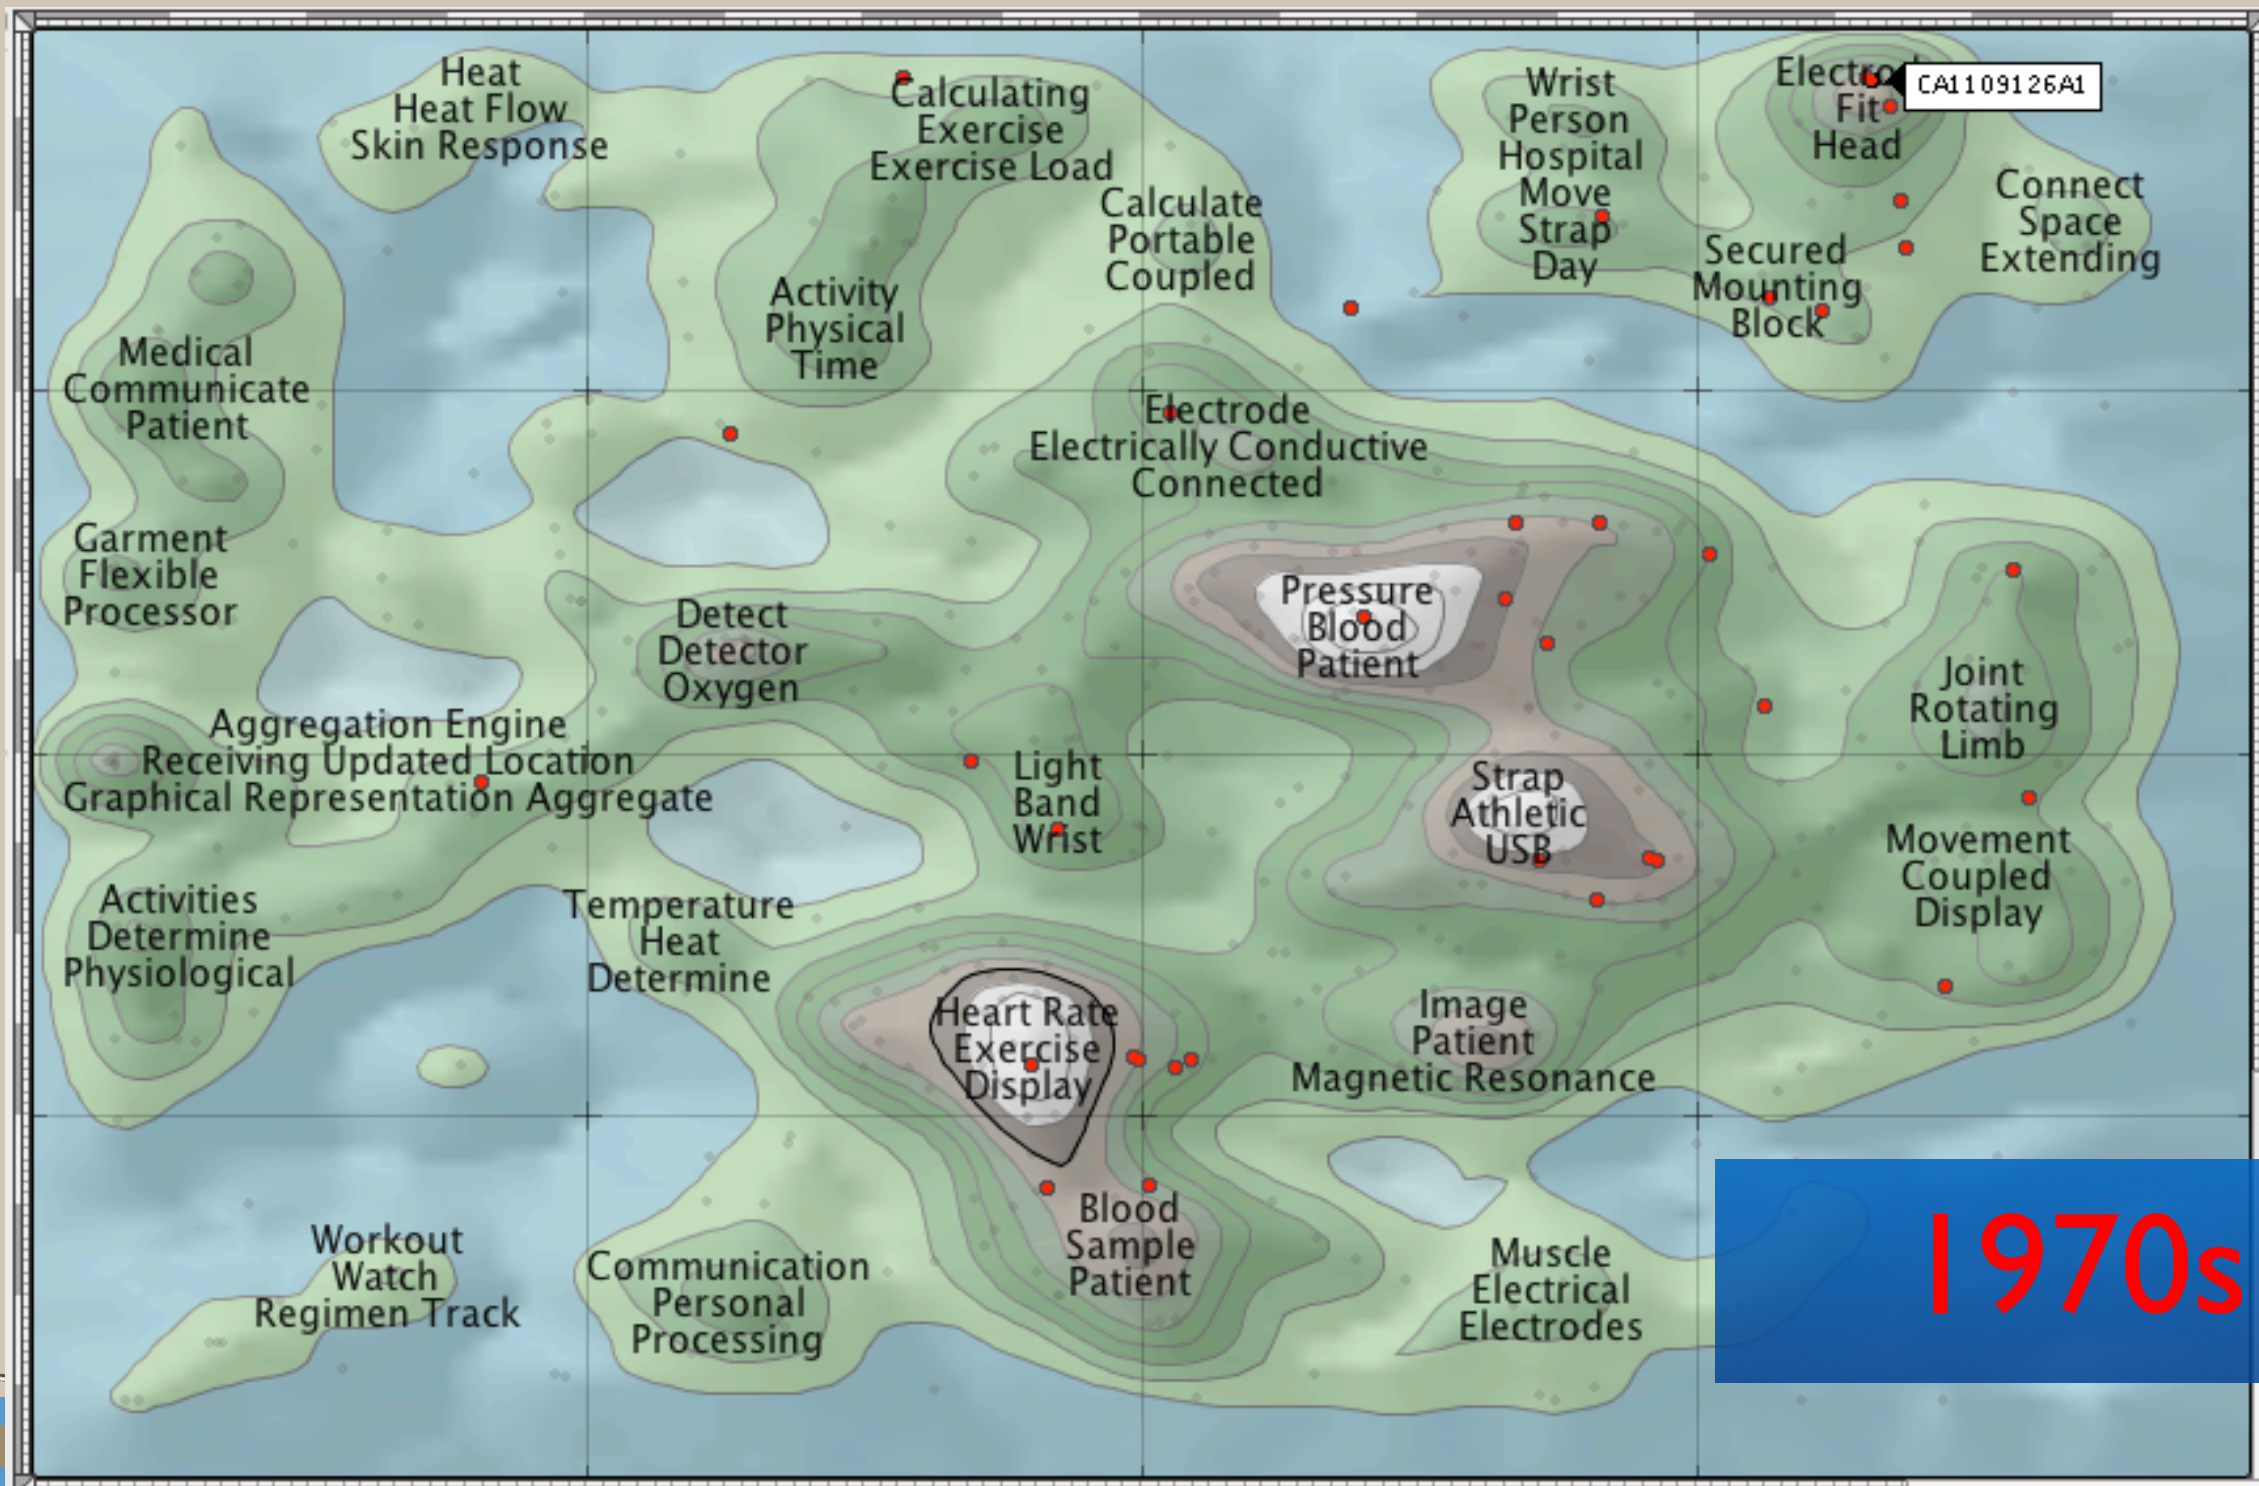 Heat
Heat Flow
Skin Response
Calculating
Exercise
Exercise Load
Calculate
Portable
Coupled
Wrist
Person
Hospital
Move
Strap
Day
Fit
Head
CA1109126A1
Connect
Space
Extending
Secured
Mounting
Block
Activity
Physical
Time
Medical
Communicate
Patient
Electrode
Electrically Conductive
Connected
Garment
Flexible
Processor
Detect
Detector
Oxygen
Pressure
Blood
Patient
Joint
Rotating
Limb
Aggregation Engine
Receiving Updated Location
Graphical Representation Aggregate
Light
Band
Wrist
Strap
Athletic
USB
Movement
Coupled
Display
Activities
Determine
Physiological
Temperature
Heat
Determine
Heart Rate
Exercise
Display
Image
Patient
Magnetic Resonance
Workout
Watch
Regimen Track
Communication
Personal
Processing
Blood
Sample
Patient
Muscle
Electrical
Electrodes
1970s